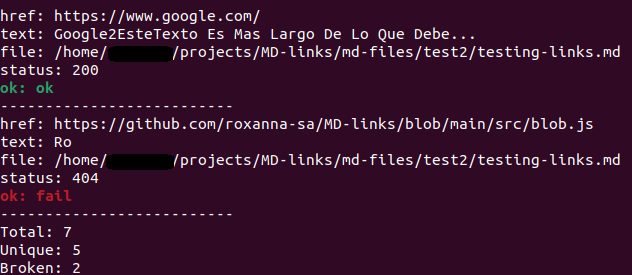 href: https://www.google.com/
text: Google2EsteTexto Es Mas Largo De Lo Que Debe...
file: /home/ /projects/MD-links/md-files/test2/testing-links.md
status: 200
ok: ok
--------------------------
href: https://github.com/roxanna-sa/MD-links/blob/main/src/blob.js
text: Ro
file: /home/ /projects/MD-links/md-files/test2/testing-links.md
status: 404
ok: fail
--------------------------
Total: 7
Unique: 5
Broken: 2